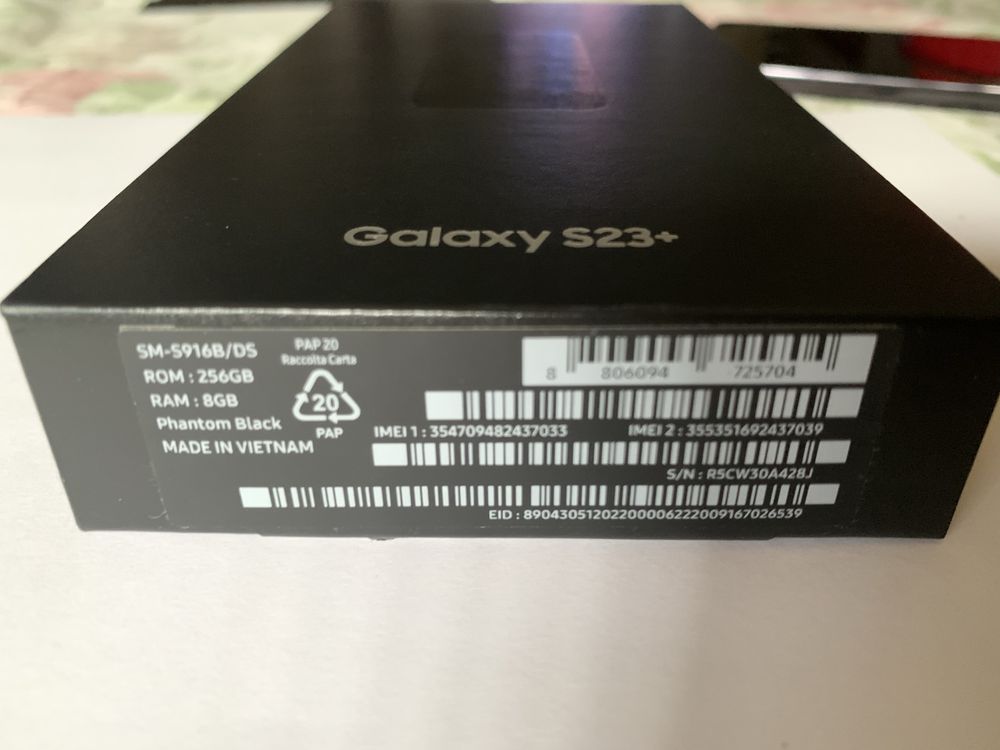 Galaxy S23+
SM-S916B/DS
ROM : 256GB
RAM : 8GB
Phantom Black
MADE IN VIETNAM
PAP 20
Raccolta Carta
20
PAP
8 806094 725704
IMEI 1 : 354709482437033 IMEI 2 : 355351692437039
S/N : R5CW30A428J
EID : 89043051202200006222009167026539